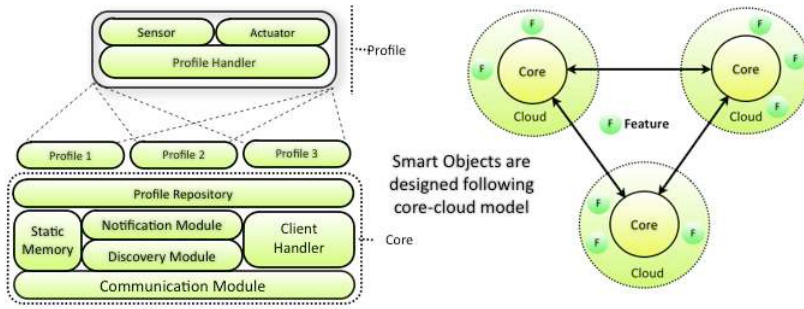 Sensor
Actuator
Profile Handler
Profile
Profile 1
Profile 2
Profile 3
Profile Repository
Static
Memory
Notification Module
Discovery Module
Client
Handler
Core
Communication Module
F
F
Core
Cloud
F
F
F
Core
Cloud
F Feature
Smart Objects are
designed following
core-cloud model
F
F
F
Core
Cloud